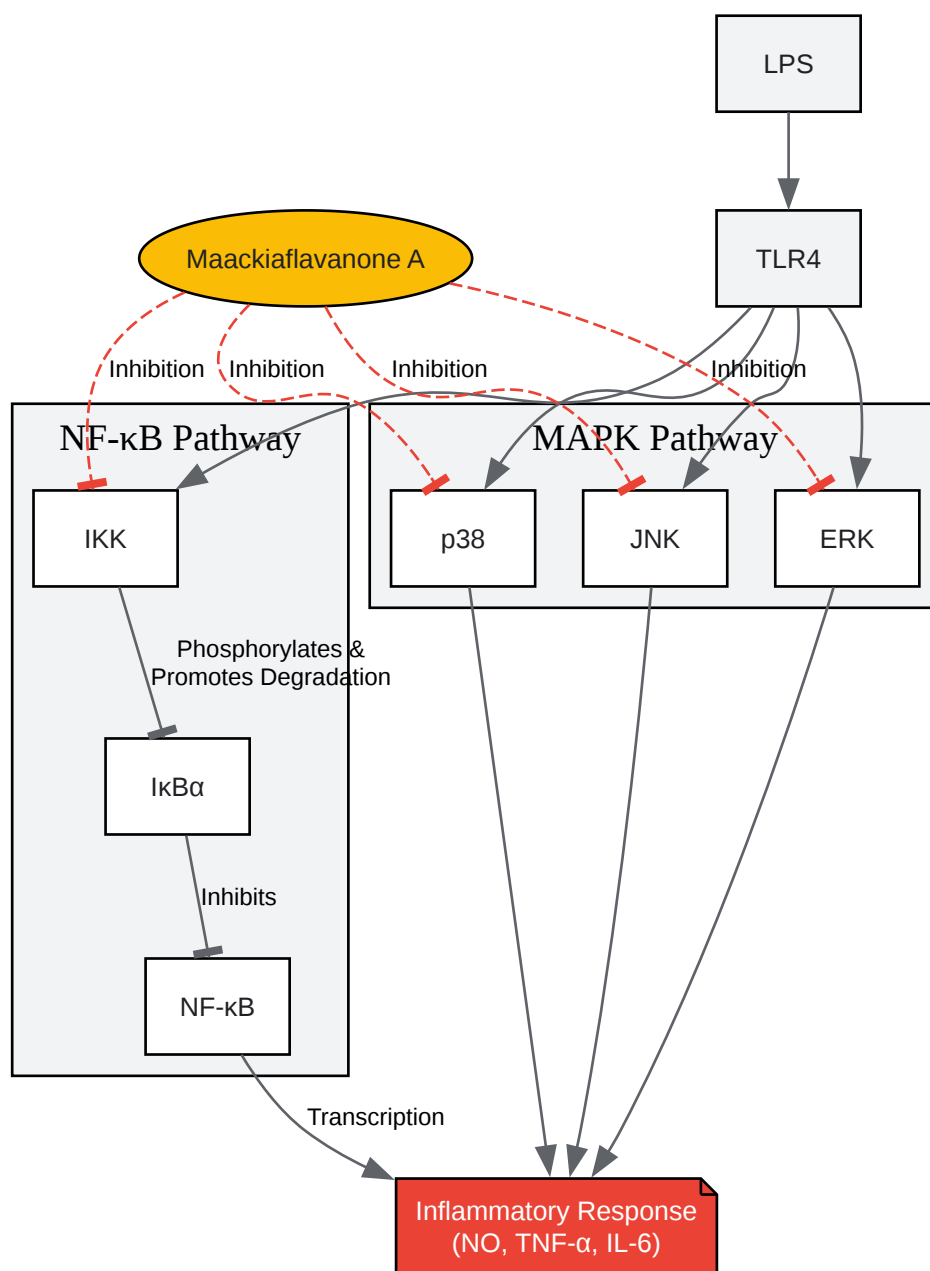 LPS
Maackiaflavanone A
TLR4
Inhibition
Inhibition
Inhibition
Inhibition
NF-κB Pathway
MAPK Pathway
IKK
p38
JNK
ERK
Phosphorylates &
Promotes Degradation
IκBα
Inhibits
NF-κB
Transcription
Inflammatory Response
(NO, TNF-α, IL-6)